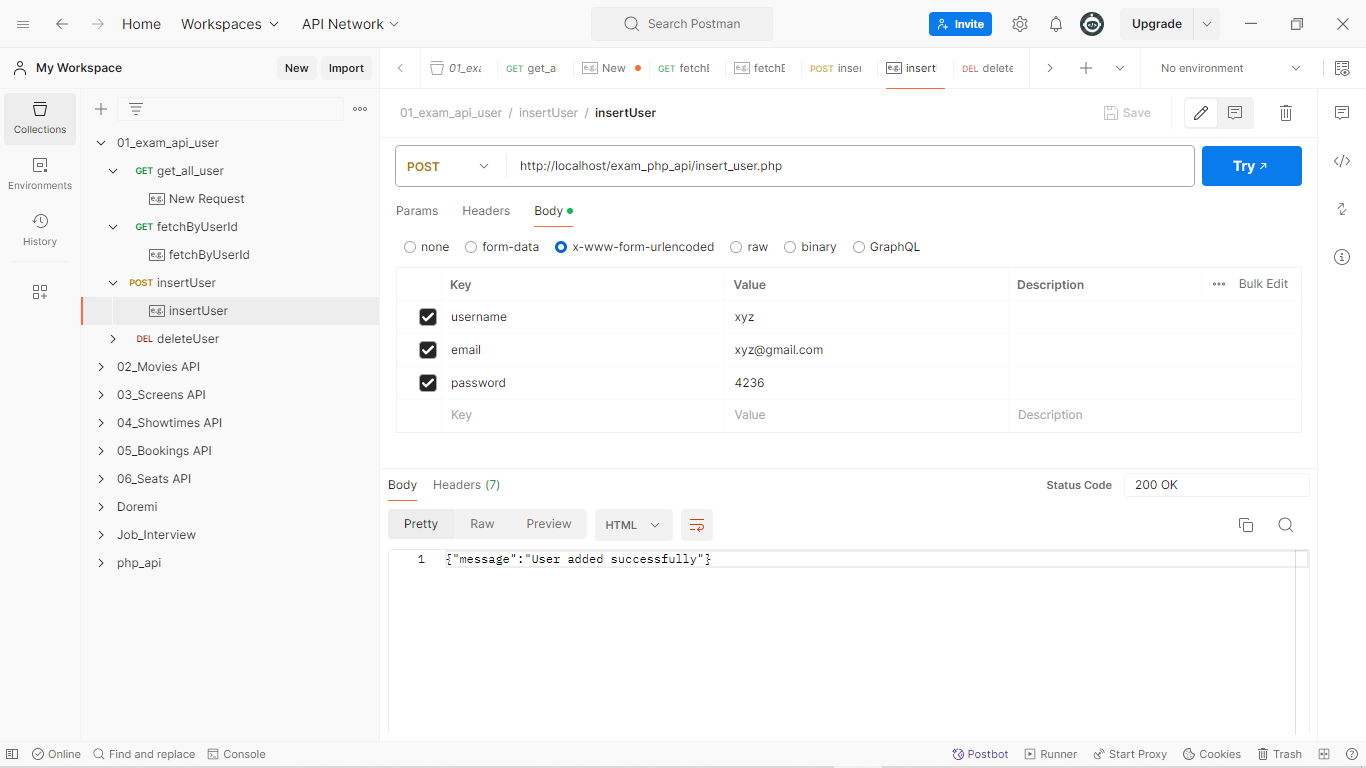 Home Workspaces API Network Search Postman Invite Upgrade
My Workspace New Import 01_exa GET get_al e.g. New GET fetchB e.g. fetchB POST inser e.g. insert DEL delete No environment
Collections
Environments
History
01_exam_api_user
GET get_all_user
e.g. New Request
GET fetchByUserId
e.g. fetchByUserId
POST insertUser
e.g. insertUser
DEL deleteUser
02_Movies API
03_Screens API
04_Showtimes API
05_Bookings API
06_Seats API
Doremi
Job_Interview
php_api
01_exam_api_user / insertUser / insertUser Save
POST http://localhost/exam_php_api/insert_user.php Try
Params Headers Body
none form-data x-www-form-urlencoded raw binary GraphQL
Key Value Description Bulk Edit
username xyz
email xyz@gmail.com
password 4236
Key Value Description
Body Headers (7) Status Code 200 OK
Pretty Raw Preview HTML
1 {"message":"User added successfully"}
Online Find and replace Console Postbot Runner Start Proxy Cookies Trash